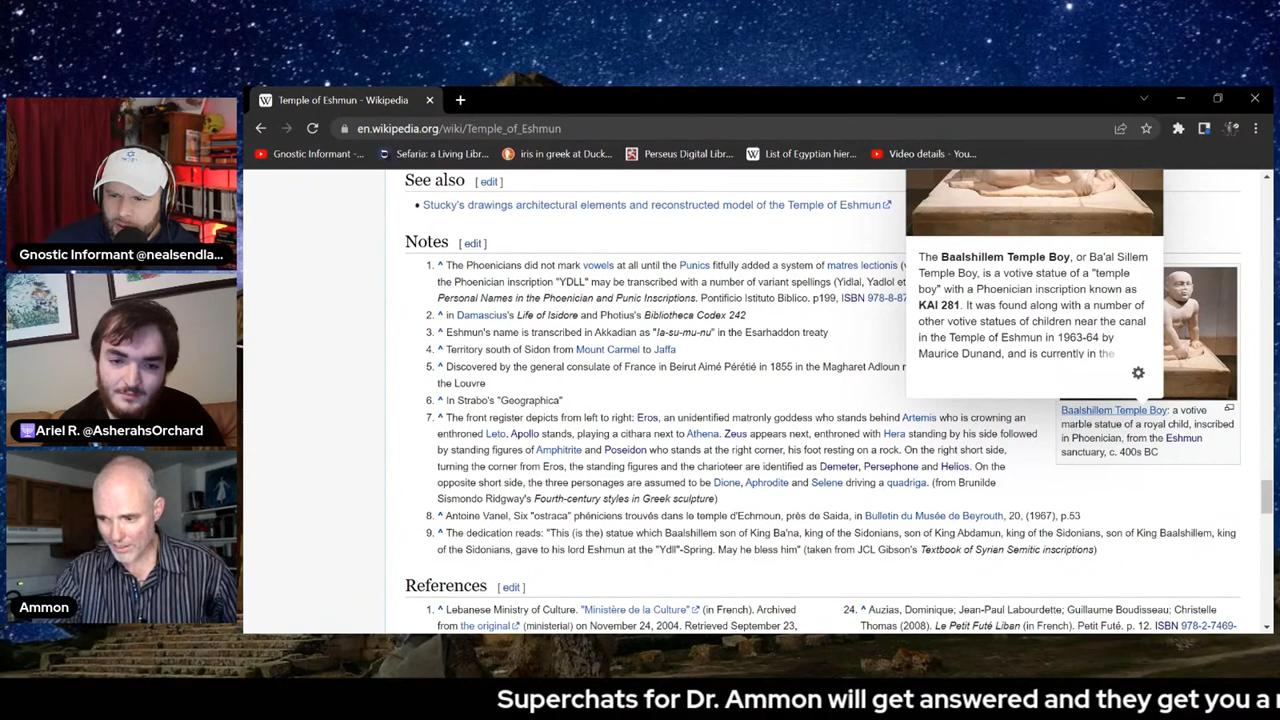 Temple of Eshmun - Wikipedia
en.wikipedia.org/wiki/Temple_of_Eshmun
Gnostic Informant -...
Sefaria: a Living Libr...
iris in greek at Duck...
Perseus Digital Libr...
List of Egyptian hier...
Video details - You...
Gnostic Informant @nealsendla...
Ariel R. @AsherahsOrchard
Ammon
See also [ edit ]
• Stucky's drawings architectural elements and reconstructed model of the Temple of Eshmun
Notes [ edit ]
1. ^ The Phoenicians did not mark vowels at all until the Punics fitfully added a system of matres lectionis (
the Phoenician inscription "YDLL" may be transcribed with a number of variant spellings (Yidlal, Yadlol et
Personal Names in the Phoenician and Punic Inscriptions. Pontificio Istituto Biblico. p199, ISBN 978-8-87
2. ^ in Damascius's Life of Isidore and Photius's Bibliotheca Codex 242
3. ^ Eshmun's name is transcribed in Akkadian as "Ia-su-mu-nu" in the Esarhaddon treaty
4. ^ Territory south of Sidon from Mount Carmel to Jaffa
5. ^ Discovered by the general consulate of France in Beirut Aimé Pérétié in 1855 in the Magharet Adloun
the Louvre
6. ^ In Strabo's "Geographica"
7. ^ The front register depicts from left to right: Eros, an unidentified matronly goddess who stands behind Artemis who is crowning an
enthroned Leto. Apollo stands, playing a cithara next to Athena. Zeus appears next, enthroned with Hera standing by his side followed
by standing figures of Amphitrite and Poseidon who stands at the right corner, his foot resting on a rock. On the right short side,
turning the corner from Eros, the standing figures and the charioteer are identified as Demeter, Persephone and Helios. On the
opposite short side, the three personages are assumed to be Dione, Aphrodite and Selene driving a quadriga. (from Brunilde
Sismondo Ridgway's Fourth-century styles in Greek sculpture)
8. ^ Antoine Vanel, Six "ostraca" phéniciens trouvés dans le temple d'Echmoun, près de Saida, in Bulletin du Musée de Beyrouth, 20, (1967), p.53
9. ^ The dedication reads: "This (is the) statue which Baalshillem son of King Ba'na, king of the Sidonians, son of King Abdamun, king of the Sidonians, son of King Baalshillem, king
of the Sidonians, gave to his lord Eshmun at the "Ydll"-Spring. May he bless him" (taken from JCL Gibson's Textbook of Syrian Semitic inscriptions)
The Baalshillem Temple Boy, or Ba'al Sillem
Temple Boy, is a votive statue of a "temple
boy" with a Phoenician inscription known as
KAI 281. It was found along with a number of
other votive statues of children near the canal
in the Temple of Eshmun in 1963-64 by
Maurice Dunand, and is currently in the
Baalshillem Temple Boy: a votive
marble statue of a royal child, inscribed
in Phoenician, from the Eshmun
sanctuary, c. 400s BC
References [ edit ]
1. ^ Lebanese Ministry of Culture. "Ministère de la Culture" (in French). Archived
from the original (ministerial) on November 24, 2004. Retrieved September 23,
24. ^ Auzias, Dominique; Jean-Paul Labourdette; Guillaume Boudisseau; Christelle
Thomas (2008). Le Petit Futé Liban (in French). Petit Futé. p. 12. ISBN 978-2-7469-
Superchats for Dr. Ammon will get answered and they get you a